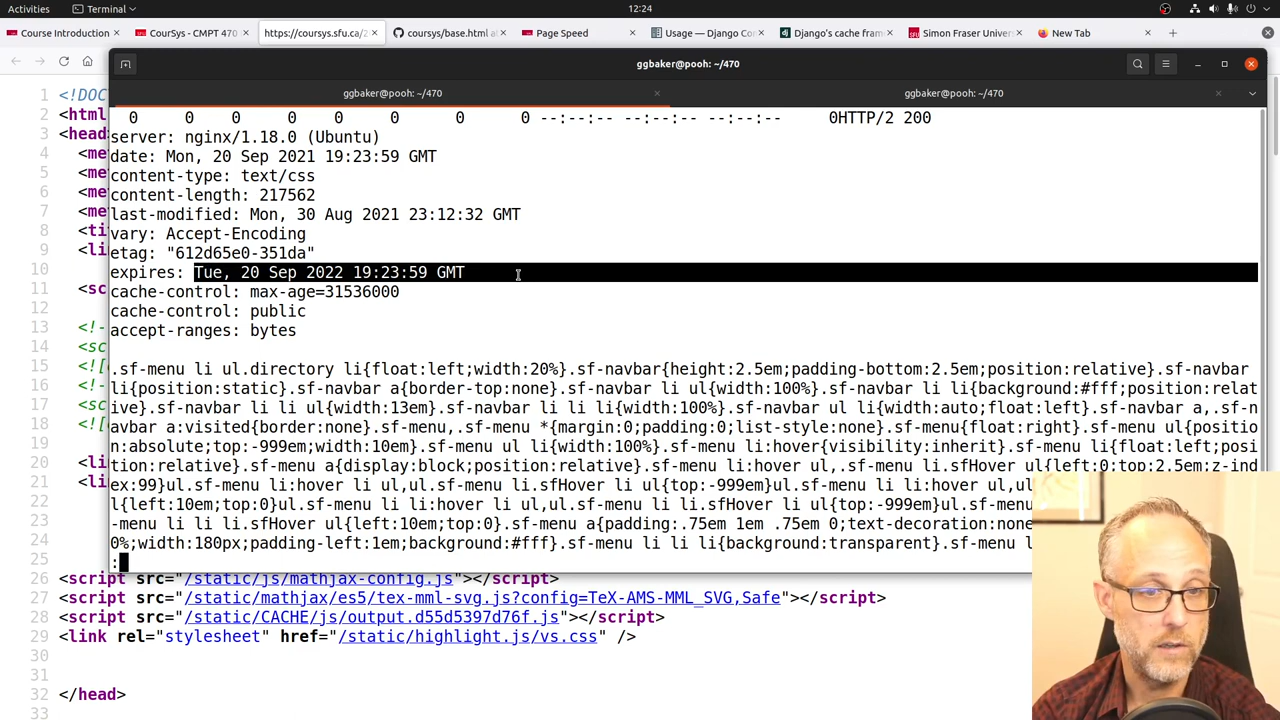 Activities Terminal 12:24
Course Introduction CourSys - CMPT 470 https://coursys.sfu.ca/2 coursys/base.html at Page Speed Usage — Django Co Django's cache fram Simon Fraser Univer New Tab
ggbaker@pooh: ~/470
ggbaker@pooh: ~/470 ggbaker@pooh: ~/470
0 0 0 0 0 0 0 --:--:-- --:--:-- --:--:-- 0HTTP/2 200
server: nginx/1.18.0 (Ubuntu)
date: Mon, 20 Sep 2021 19:23:59 GMT
content-type: text/css
content-length: 217562
last-modified: Mon, 30 Aug 2021 23:12:32 GMT
vary: Accept-Encoding
etag: "612d65e0-351da"
expires: Tue, 20 Sep 2022 19:23:59 GMT
cache-control: max-age=31536000
cache-control: public
accept-ranges: bytes
.sf-menu li ul.directory li{float:left;width:20%}.sf-navbar{height:2.5em;padding-bottom:2.5em;position:relative}.sf-navbar
li{position:static}.sf-navbar a{border-top:none}.sf-navbar li ul{width:100%}.sf-navbar li li{background:#fff;position:relat
ive}.sf-navbar li li ul{width:13em}.sf-navbar li li li{width:100%}.sf-navbar ul li{width:auto;float:left}.sf-navbar a,.sf-n
avbar a:visited{border:none}.sf-menu,.sf-menu *{margin:0;padding:0;list-style:none}.sf-menu{float:right}.sf-menu ul{positio
n:absolute;top:-999em;width:10em}.sf-menu ul li{width:100%}.sf-menu li:hover{visibility:inherit}.sf-menu li{float:left;posi
tion:relative}.sf-menu a{display:block;position:relative}.sf-menu li:hover ul,.sf-menu li.sfHover ul{left:0;top:2.5em;z-ind
ex:99}ul.sf-menu li:hover li ul,ul.sf-menu li.sfHover li ul{top:-999em}ul.sf-menu li li:hover ul,u
l{left:10em;top:0}ul.sf-menu li li:hover li ul,ul.sf-menu li li.sfHover li ul{top:-999em}ul.sf-men
-menu li li li.sfHover ul{left:10em;top:0}.sf-menu a{padding:.75em 1em .75em 0;text-decoration:none
0%;width:180px;padding-left:1em;background:#fff}.sf-menu li li li{background:transparent}.sf-menu l
:
1 <!DOC
2 <html
3 <head
4 <me
5 <me
6 <me
7 <me
8 <ti
9 <li
10
11 <sc
12
13 <!-
14 <sc
15 <![
16 <!-
17 <sc
18 <![
19
20 <li
21 <li
22
23
24
25
26 <script src="/static/js/mathjax-config.js"></script>
27 <script src="/static/mathjax/es5/tex-mml-svg.js?config=TeX-AMS-MML_SVG,Safe"></script>
28 <script src="/static/CACHE/js/output.d55d5397d76f.js"></script>
29 <link rel="stylesheet" href="/static/highlight.js/vs.css" />
30
31
32 </head>
33